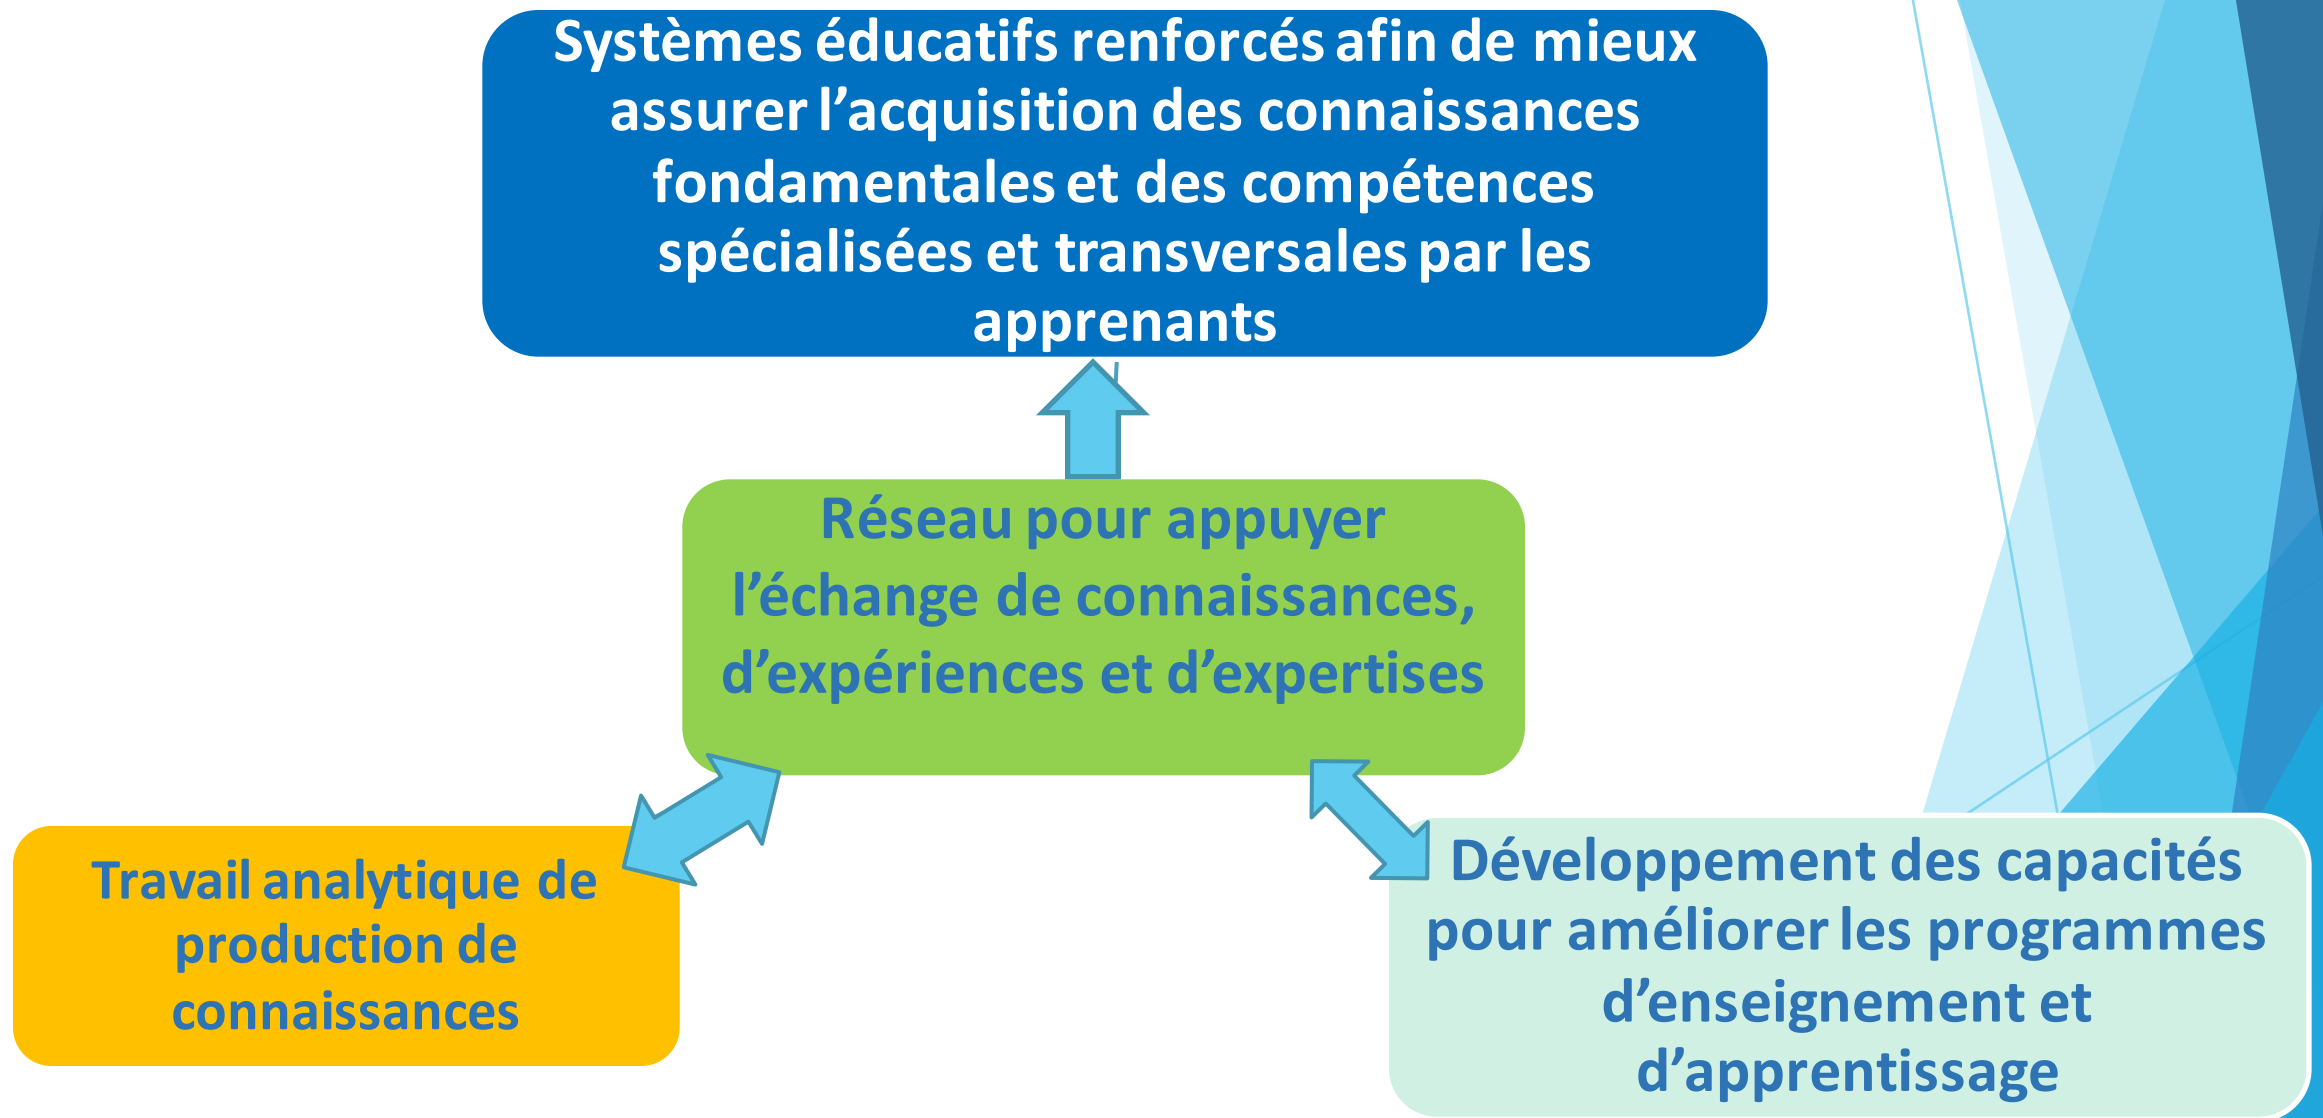 Systèmes éducatifs renforcés afin de mieux
assurer l’acquisition des connaissances
fondamentales et des compétences
spécialisées et transversales par les
apprenants
Réseau pour appuyer
l’échange de connaissances,
d’expériences et d’expertises
Travail analytique de
production de
connaissances
Développement des capacités
pour améliorer les programmes
d’enseignement et
d’apprentissage